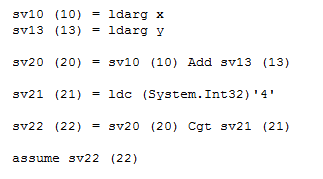 sv10 (10) = ldarg x
sv13 (13) = ldarg y
sv20 (20) = sv10 (10) Add sv13 (13)
sv21 (21) = ldc (System.Int32)'4'
sv22 (22) = sv20 (20) Cgt sv21 (21)
assume sv22 (22)